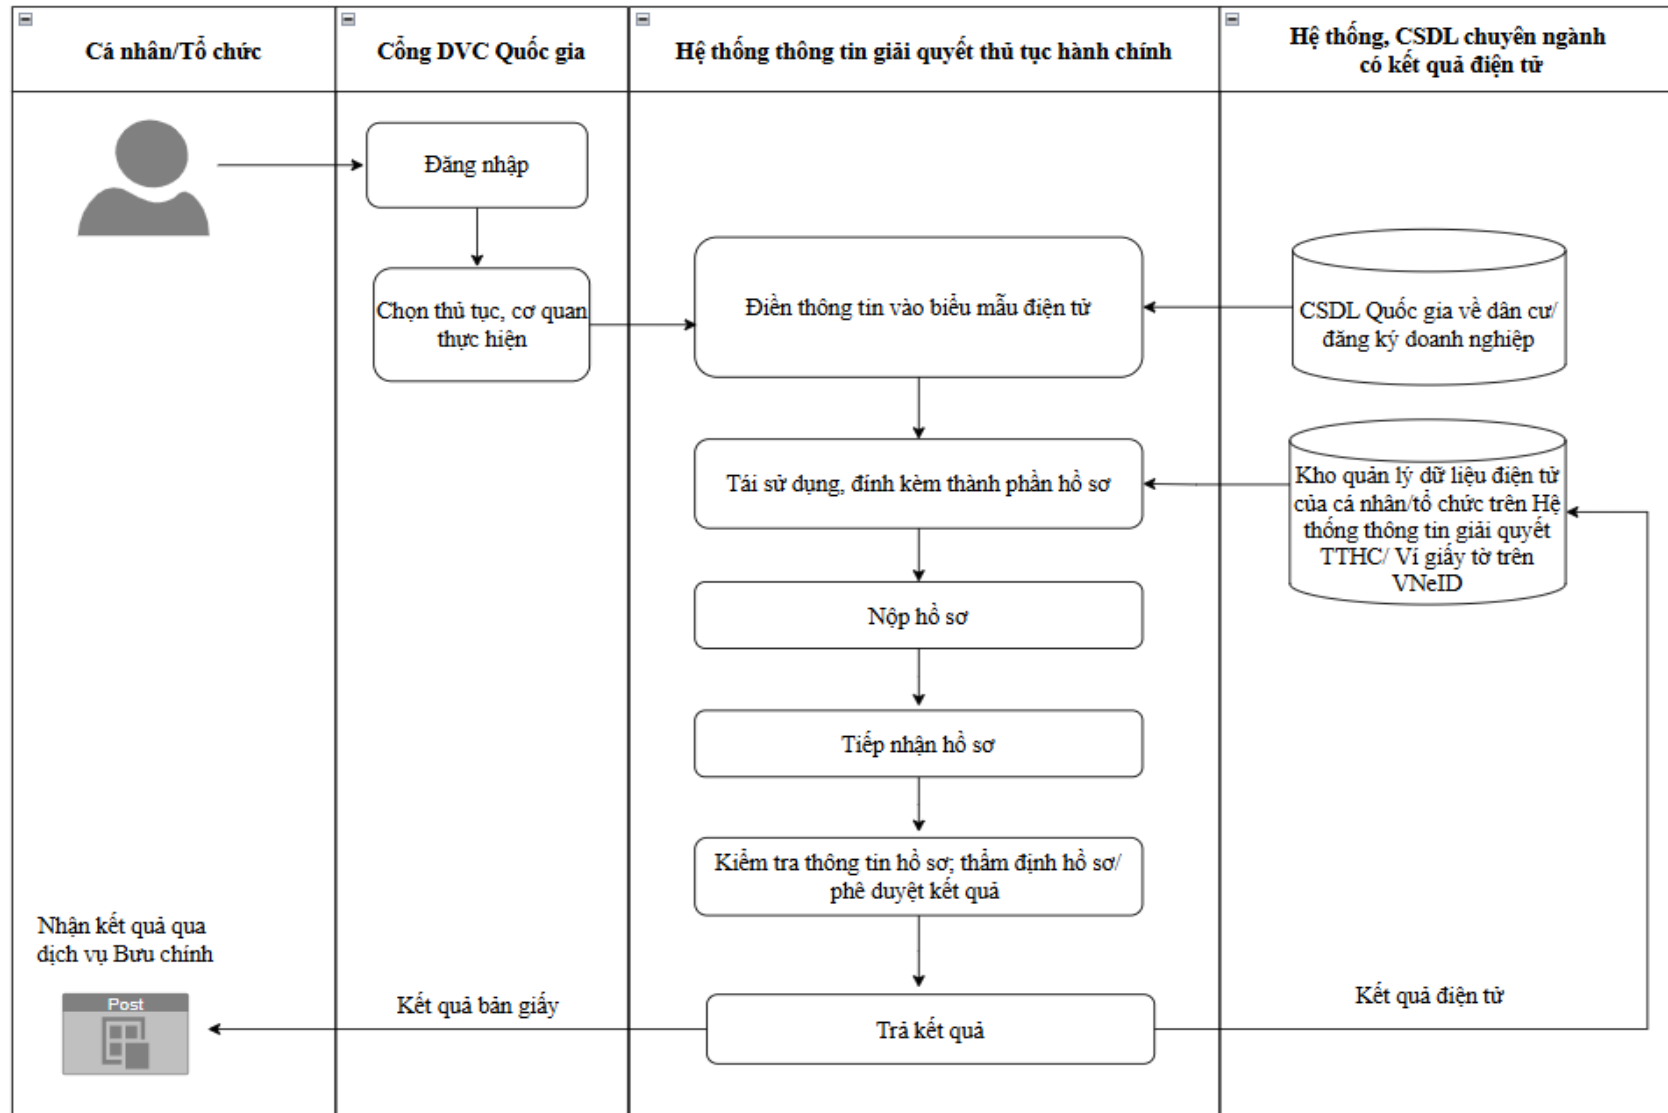 Cá nhân/Tổ chức
Cổng DVC Quốc gia
Hệ thống thông tin giải quyết thủ tục hành chính
Hệ thống, CSDL chuyên ngành
có kết quả điện tử
Đăng nhập
Chọn thủ tục, cơ quan
thực hiện
Điền thông tin vào biểu mẫu điện tử
CSDL Quốc gia về dân cư/
đăng ký doanh nghiệp
Tái sử dụng, đính kèm thành phần hồ sơ
Kho quản lý dữ liệu điện tử
của cá nhân/tổ chức trên Hệ
thống thông tin giải quyết
TTHC/ Ví giấy tờ trên
VNeID
Nộp hồ sơ
Tiếp nhận hồ sơ
Kiểm tra thông tin hồ sơ; thẩm định hồ sơ/
phê duyệt kết quả
Nhận kết quả qua
dịch vụ Bưu chính
Post
Kết quả bản giấy
Trả kết quả
Kết quả điện tử